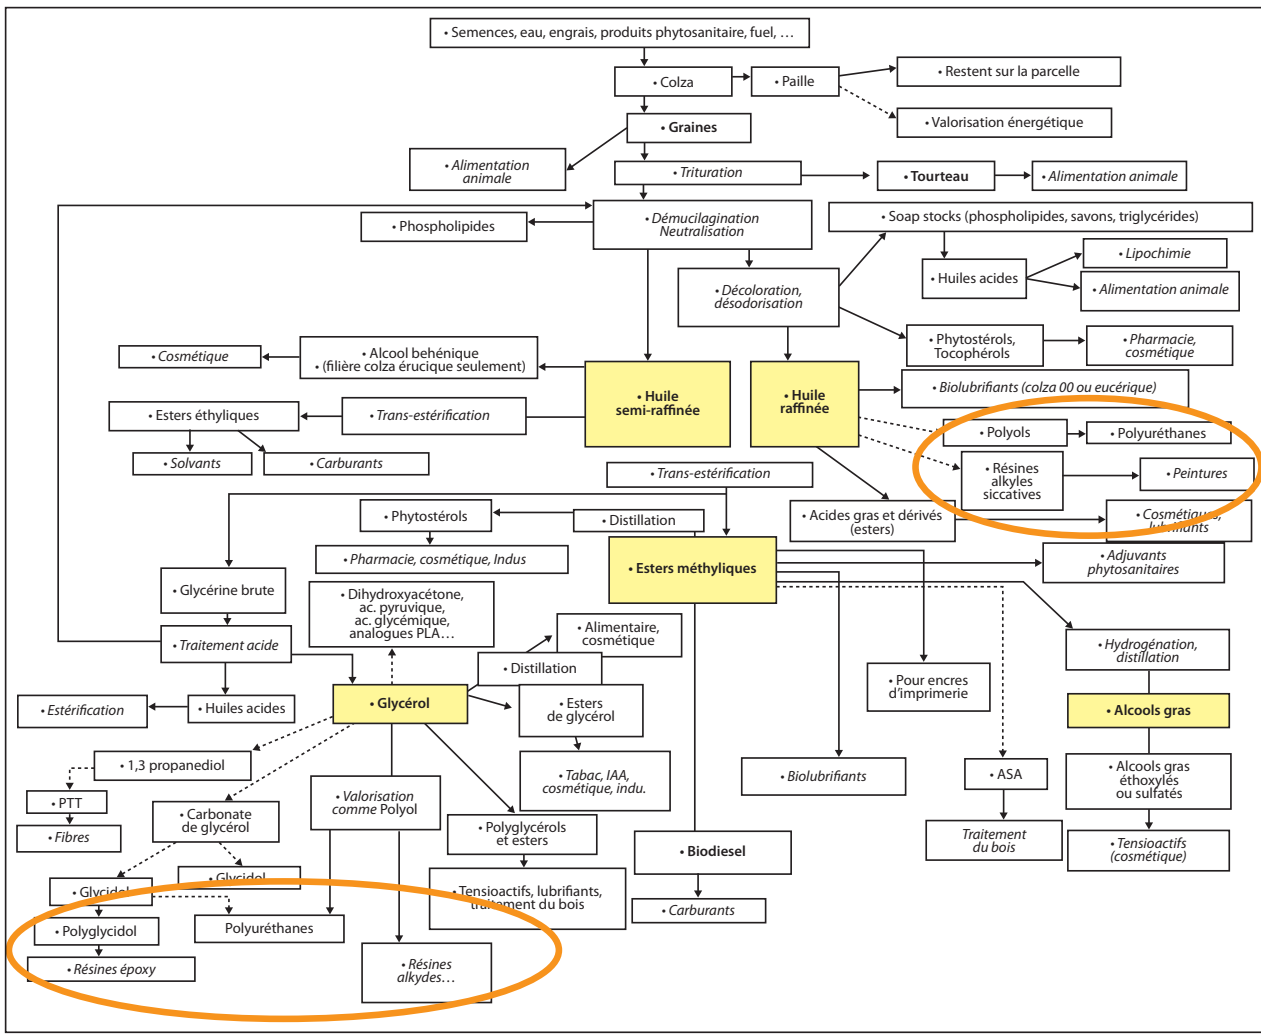 • Semences, eau, engrais, produits phytosanitaire, fuel, …
• Colza
• Paille
• Restent sur la parcelle
• Valorisation énergétique
• Graines
• Alimentation
animale
• Trituration
• Tourteau
• Alimentation animale
• Phospholipides
• Démucilagination
Neutralisation
• Soap stocks (phospholipides, savons, triglycérides)
• Lipochimie
• Huiles acides
• Alimentation animale
• Décoloration,
désodorisation
• Phytostérols,
Tocophérols
• Pharmacie,
cosmétique
• Cosmétique
• Alcool behénique
• (filière colza érucique seulement)
• Huile
semi-raffinée
• Huile
raffinée
• Biolubrifiants (colza 00 ou eucérique)
• Esters éthyliques
• Trans-estérification
• Polyols
• Polyuréthanes
• Solvants
• Carburants
• Trans-estérification
• Résines
alkyles
siccatives
• Peintures
• Phytostérols
• Distillation
• Acides gras et dérivés
(esters)
• Cosmétiques,
lubrifiants
• Pharmacie, cosmétique, Indus
• Esters méthyliques
• Adjuvants
phytosanitaires
• Glycérine brute
• Dihydroxyacétone,
ac. pyruvique,
ac. glycémique,
analogues PLA…
• Alimentaire,
cosmétique
• Traitement acide
• Distillation
• Hydrogénation,
distillation
• Pour encres
d’imprimerie
• Estérification
• Huiles acides
• Glycérol
• Esters
de glycérol
• Alcools gras
• 1,3 propanediol
• Tabac, IAA,
cosmétique, indu.
• Biolubrifiants
• ASA
• Alcools gras
éthoxylés
ou sulfatés
• PTT
• Carbonate
de glycérol
• Valorisation
comme Polyol
• Fibres
• Polyglycérols
et esters
• Biodiesel
Traitement
du bois
• Tensioactifs
(cosmétique)
• Glycidol
• Glycidol
• Tensioactifs, lubrifiants,
traitement du bois
• Carburants
• Polyglycidol
Polyuréthanes
• Résines époxy
• Résines
alkydes…